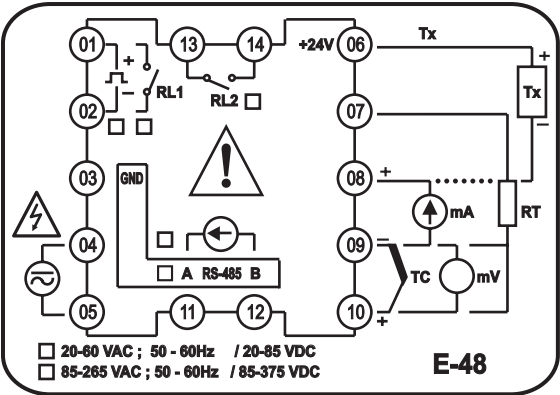 01 13 14 +24V 06 Tx
+ RL1 RL2 + Tx −
02 07
03 GND 08 + mA RT
04 09 − TC mV
A RS-485 B
05 11 12 10 +
20-60 VAC ; 50 - 60Hz / 20-85 VDC
85-265 VAC ; 50 - 60Hz / 85-375 VDC
E-48